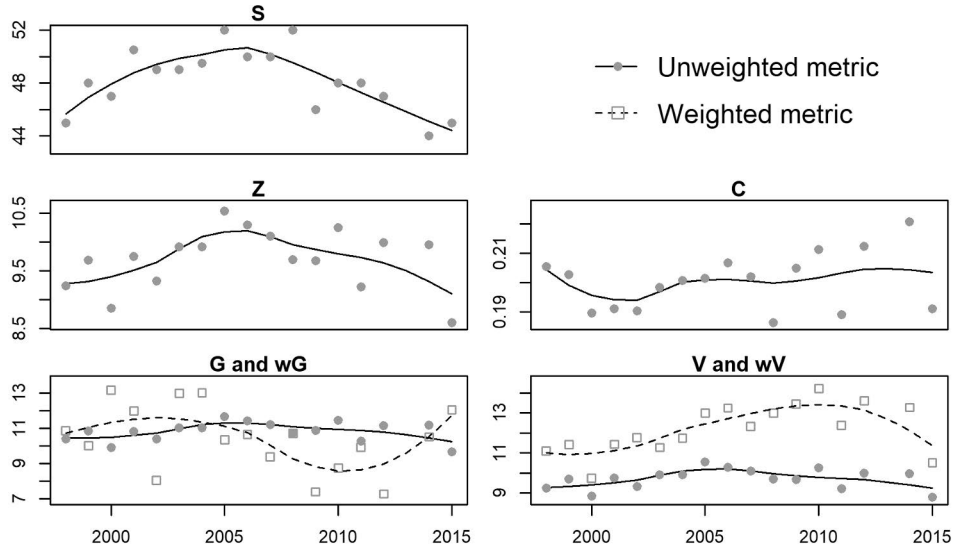 S
52
48
44
Unweighted metric
Weighted metric
Z
10.5
9.5
8.5
C
0.21
0.19
G and wG
13
11
9
7
2000 2005 2010 2015
V and wV
13
11
9
2000 2005 2010 2015